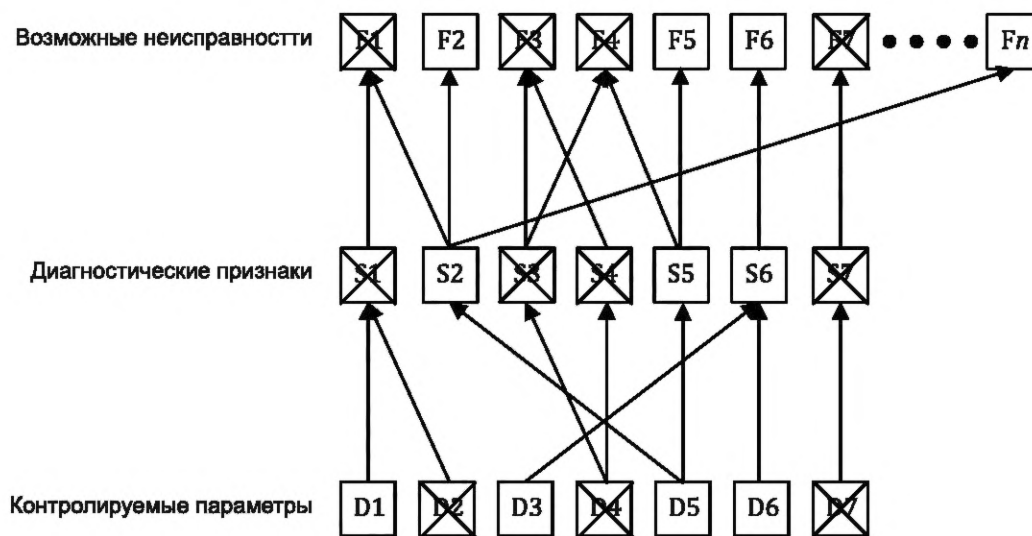 Возможные неисправностти F1 F2 F3 F4 F5 F6 F7 Fn
Диагностические признаки S1 S2 S3 S4 S5 S6 S7
Контролируемые параметры D1 D2 D3 D4 D5 D6 D7